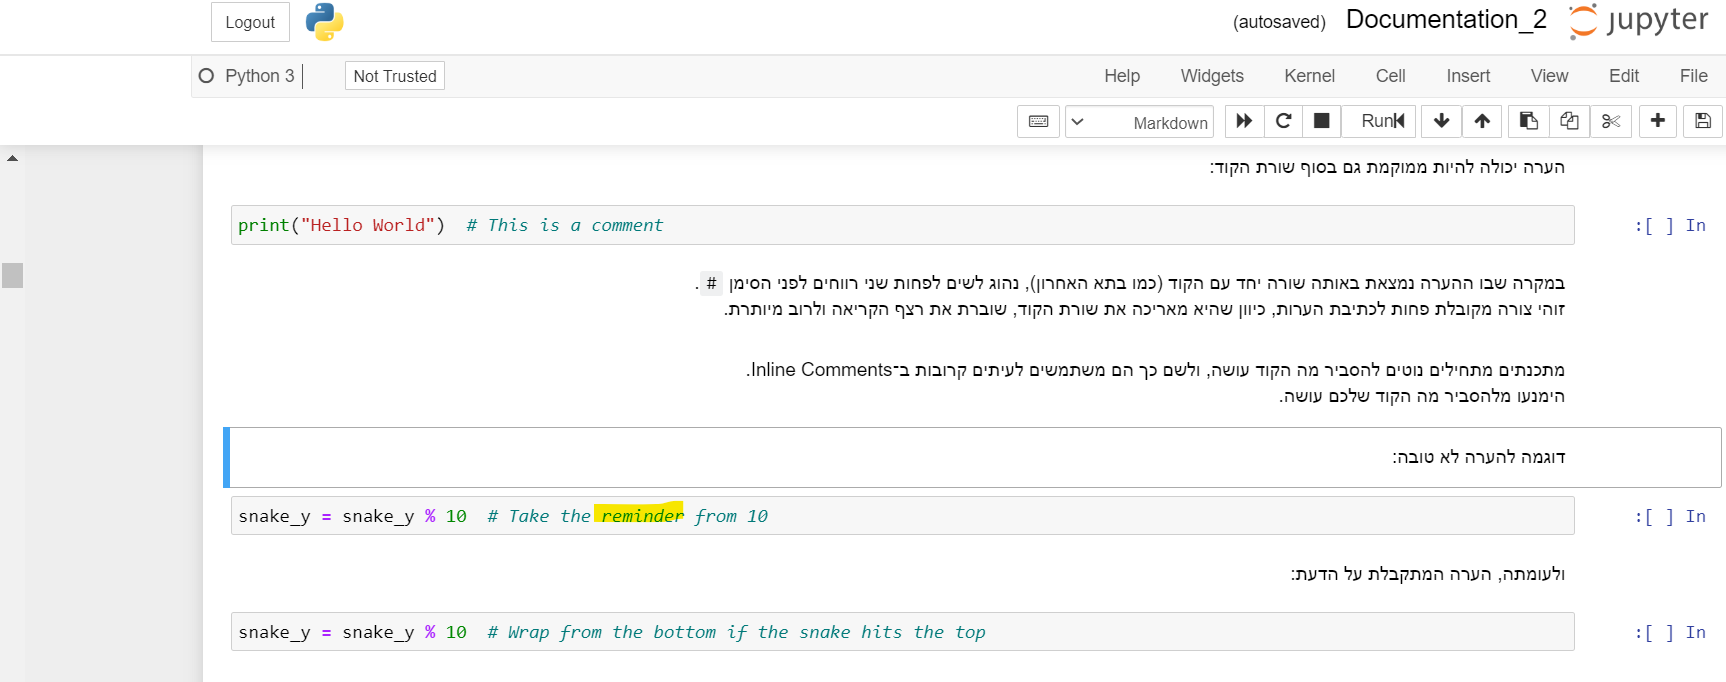 Logout
(autosaved) Documentation_2 jupyter
Python 3
Not Trusted
Help Widgets Kernel Cell Insert View Edit File
Markdown
Run
הערה יכולה להיות ממוקמת גם בסוף שורת הקוד:
In [ ]:
print("Hello World")  # This is a comment
במקרה שבו ההערה נמצאת באותה שורה יחד עם הקוד (כמו בתא האחרון), נהוג לשים לפחות שני רווחים לפני הסימן #.
זוהי צורה מקובלת פחות לכתיבת הערות, כיוון שהיא מאריכה את שורת הקוד, שוברת את רצף הקריאה ולרוב מיותרת.
מתכנתים מתחילים נוטים להסביר מה הקוד עושה, ולשם כך הם משתמשים לעיתים קרובות ב־Inline Comments.
הימנעו מלהסביר מה הקוד שלכם עושה.
דוגמה להערה לא טובה:
In [ ]:
snake_y = snake_y % 10  # Take the reminder from 10
ולעומתה, הערה המתקבלת על הדעת:
In [ ]:
snake_y = snake_y % 10  # Wrap from the bottom if the snake hits the top